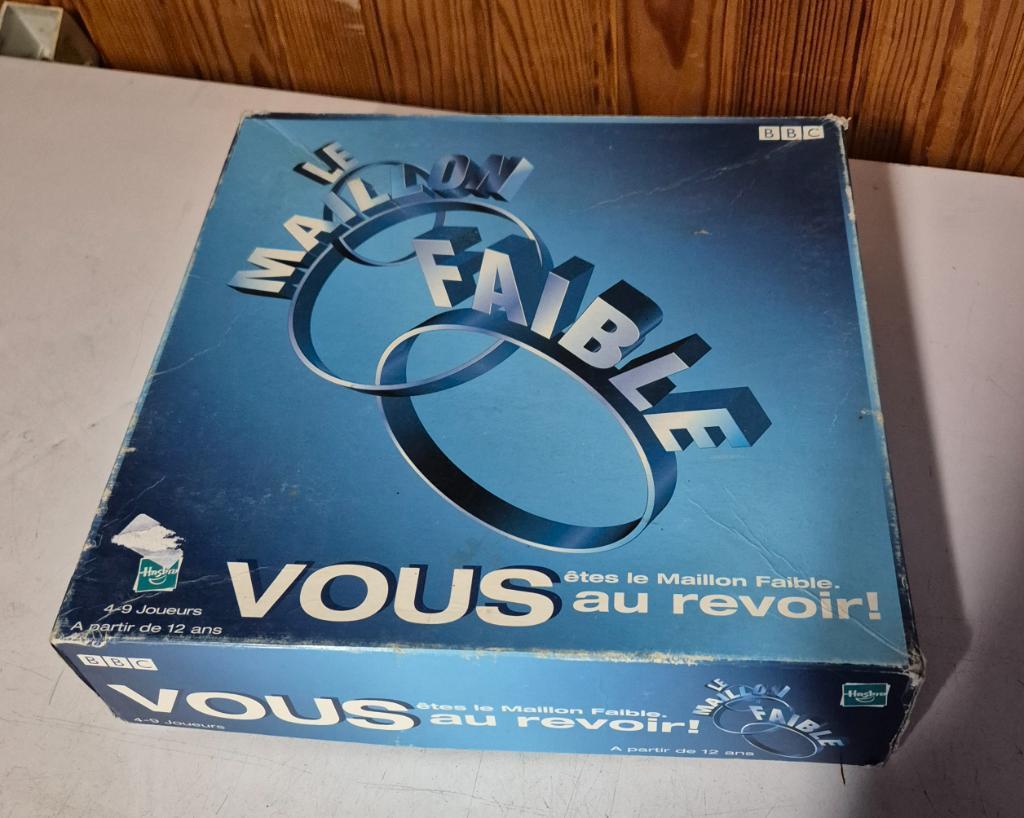 BBC
LE
MAILLON
FAIBLE
Hasbro
4-9 Joueurs
A partir de 12 ans
VOUS êtes le Maillon Faible.
au revoir!
BBC
VOUS êtes le Maillon Faible.
au revoir!
4-9 Joueurs
A partir de 12 ans
LE
MAILLON
FAIBLE
Hasbro